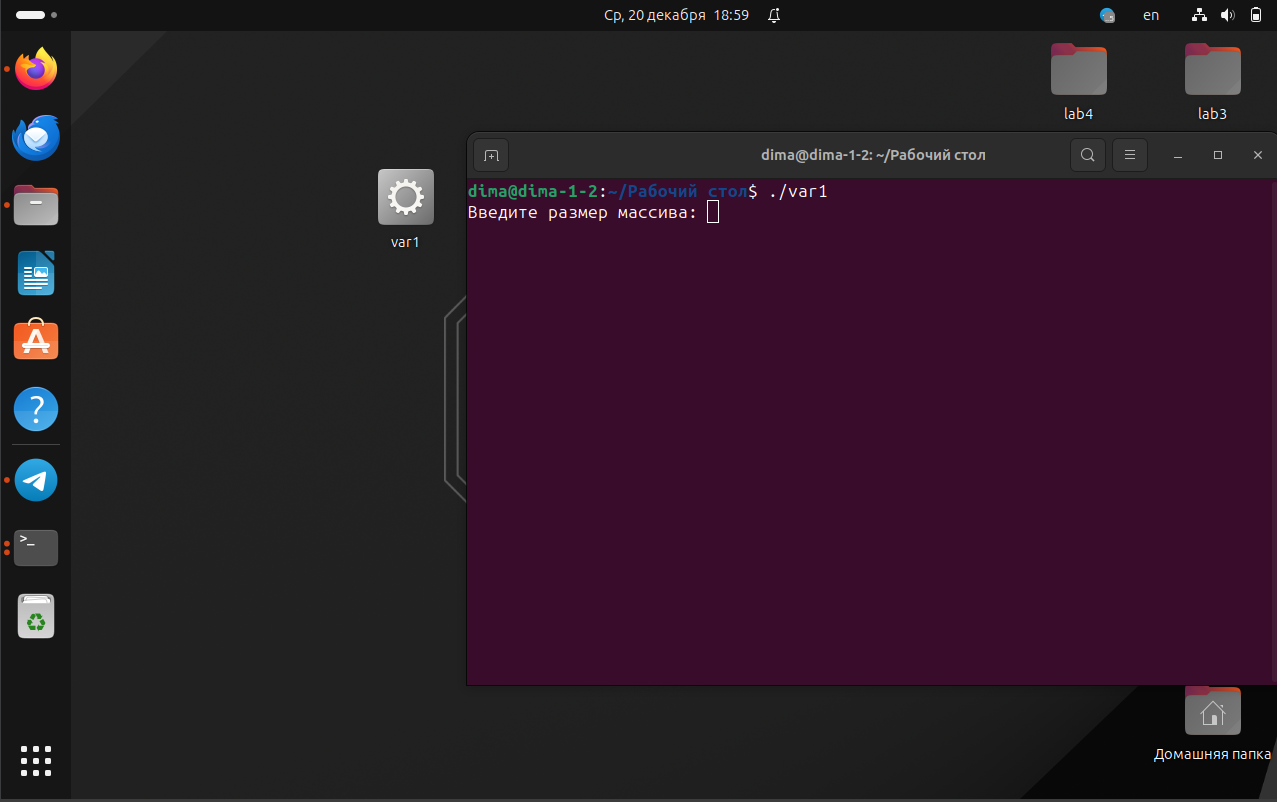 Ср, 20 декабря 18:59
en
lab4
lab3
dima@dima-1-2: ~/Рабочий стол
dima@dima-1-2:~/Рабочий стол$ ./var1
Введите размер массива:
var1
Домашняя папка